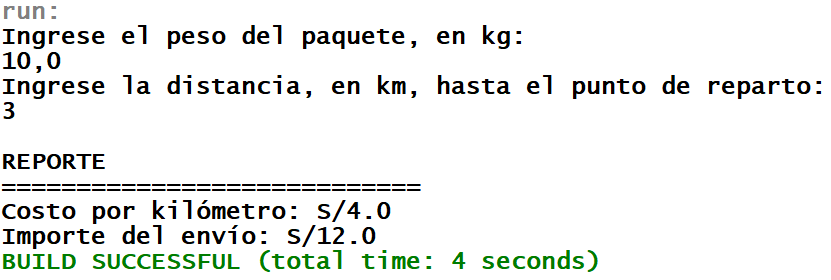 run:
Ingrese el peso del paquete, en kg:
10,0
Ingrese la distancia, en km, hasta el punto de reparto:
3
REPORTE
============================
Costo por kilómetro: S/4.0
Importe del envío: S/12.0
BUILD SUCCESSFUL (total time: 4 seconds)